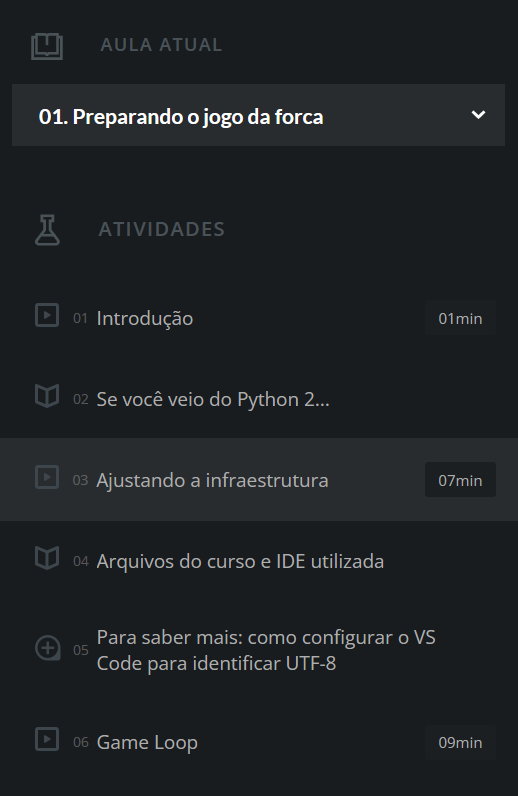 AULA ATUAL
01. Preparando o jogo da forca
ATIVIDADES
01 Introdução 01min
02 Se você veio do Python 2...
03 Ajustando a infraestrutura 07min
04 Arquivos do curso e IDE utilizada
05 Para saber mais: como configurar o VS
Code para identificar UTF-8
06 Game Loop 09min